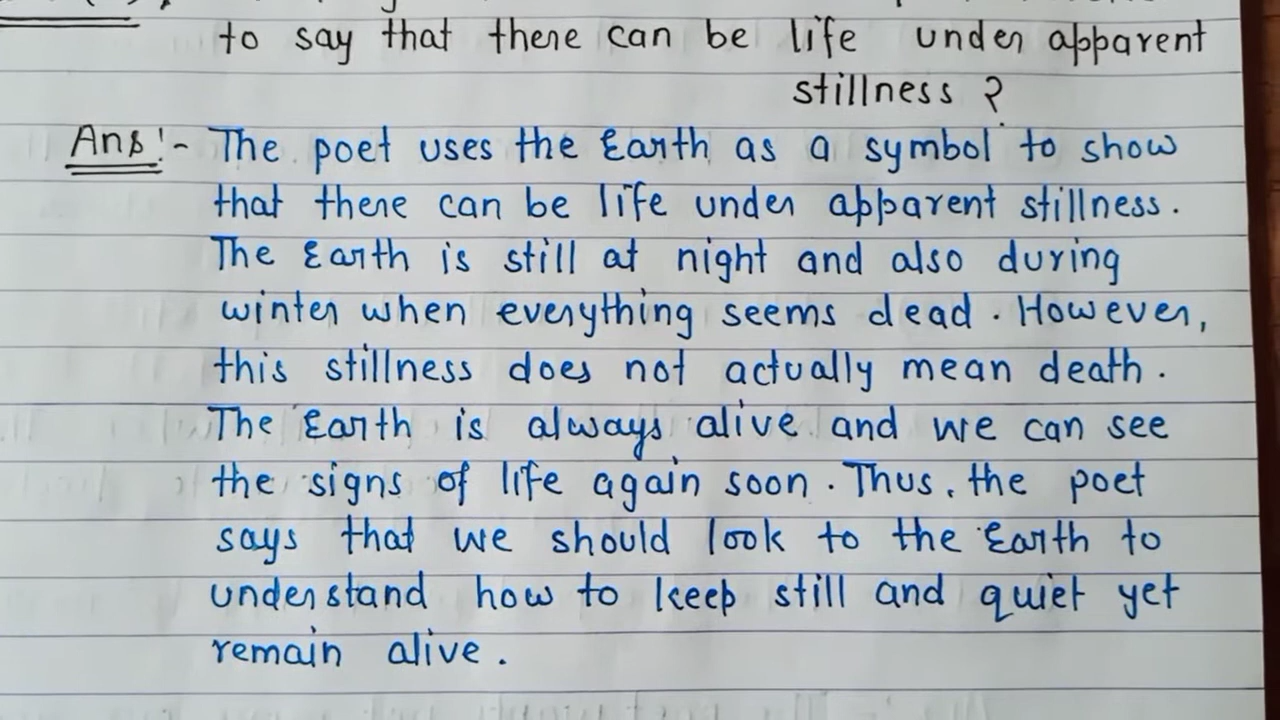 to say that there can be life under apparent
stillness ?
Ans :- The poet uses the Earth as a symbol to show
that there can be life under apparent stillness.
The Earth is still at night and also during
winter when everything seems dead. However,
this stillness does not actually mean death.
The Earth is always alive and we can see
the signs of life again soon. Thus, the poet
says that we should look to the Earth to
understand how to keep still and quiet yet
remain alive.